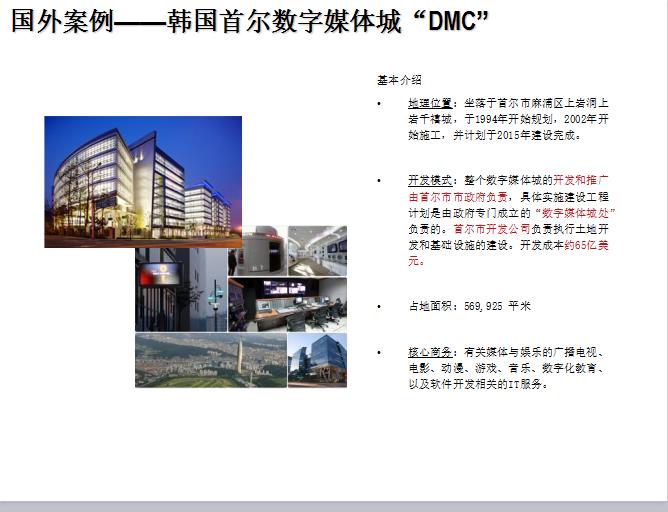 国外案例——韩国首尔数字媒体城“DMC”
基本介绍
• 地理位置：坐落于首尔市麻浦区上岩洞上
岩千禧城，于1994年开始规划，2002年开
始施工，并计划于2015年建设完成。
• 开发模式：整个数字媒体城的开发和推广
由首尔市市政府负责，具体实施建设工程
计划是由政府专门成立的“数字媒体城处”
负责的。首尔市开发公司负责执行土地开
发和基础设施的建设。开发成本约65亿美
元。
• 占地面积：569,925 平米
• 核心商务：有关媒体与娱乐的广播电视、
电影、动漫、游戏、音乐、数字化教育、
以及软件开发相关的IT服务。